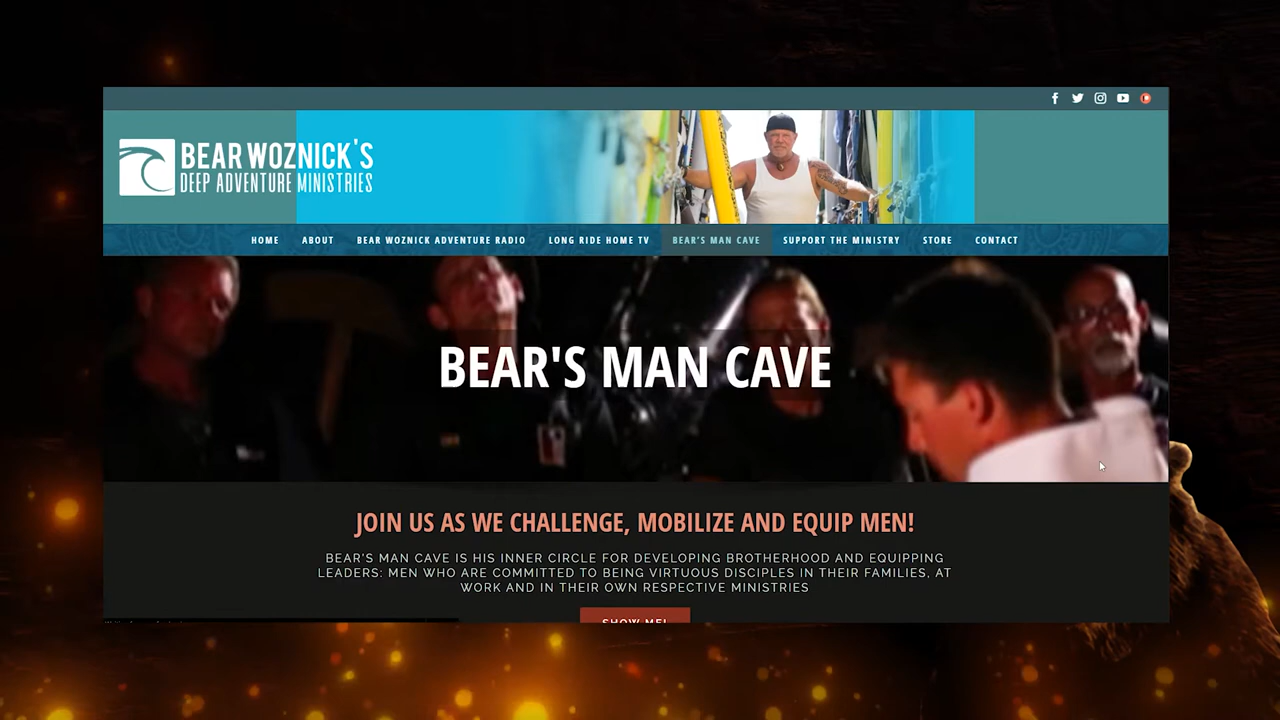 BEAR WOZNICK'S
DEEP ADVENTURE MINISTRIES
HOME ABOUT BEAR WOZNICK ADVENTURE RADIO LONG RIDE HOME TV BEAR'S MAN CAVE SUPPORT THE MINISTRY STORE CONTACT
BEAR'S MAN CAVE
JOIN US AS WE CHALLENGE, MOBILIZE AND EQUIP MEN!
BEAR'S MAN CAVE IS HIS INNER CIRCLE FOR DEVELOPING BROTHERHOOD AND EQUIPPING
LEADERS: MEN WHO ARE COMMITTED TO BEING VIRTUOUS DISCIPLES IN THEIR FAMILIES, AT
WORK AND IN THEIR OWN RESPECTIVE MINISTRIES
SHOW ME!